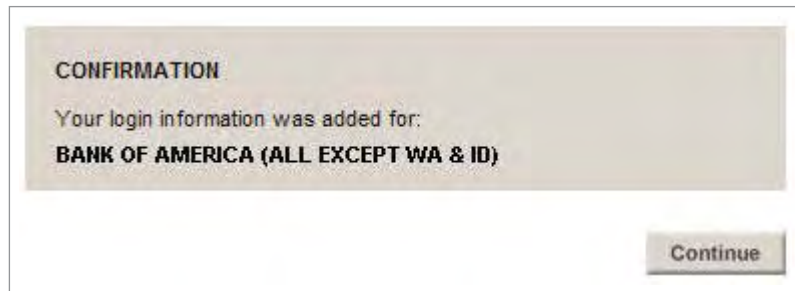 CONFIRMATION
Your login information was added for:
BANK OF AMERICA (ALL EXCEPT WA & ID)
Continue